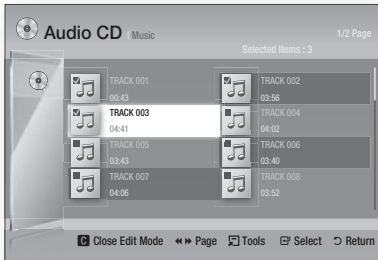 Audio CD | Music
1/2 Page
Selected Items : 3
TRACK 001
00:43
TRACK 002
03:56
TRACK 003
04:41
TRACK 004
04:02
TRACK 005
03:43
TRACK 006
03:40
TRACK 007
04:06
TRACK 008
03:52
C Close Edit Mode Page Tools Select Return